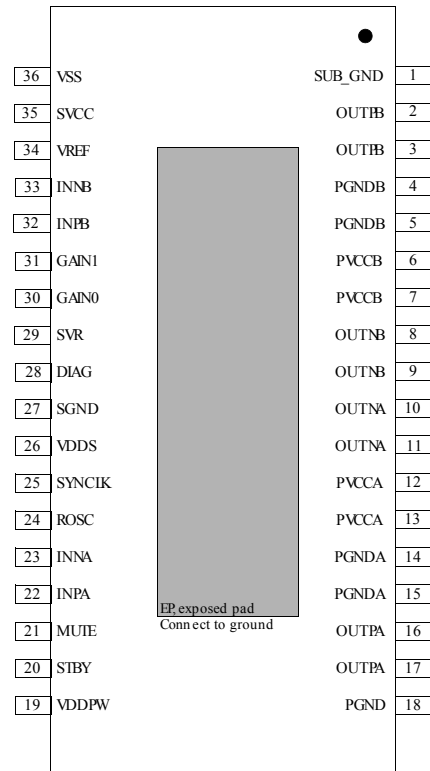 36 VSS SUB_GND 1
35 SVCC OUTPB 2
34 VREF OUTPB 3
33 INNB PGNDB 4
32 INPB PGNDB 5
31 GAIN1 PVCCB 6
30 GAIN0 PVCCB 7
29 SVR OUTNB 8
28 DIAG OUTNB 9
27 SGND OUTNA 10
26 VDDS OUTNA 11
25 SYNCLK PVCCA 12
24 ROSC PVCCA 13
23 INNA PGNDA 14
22 INPA PGNDA 15
EP, exposed pad
Connect to ground
21 MUTE OUTPA 16
20 STBY OUTPA 17
19 VDDPW PGND 18